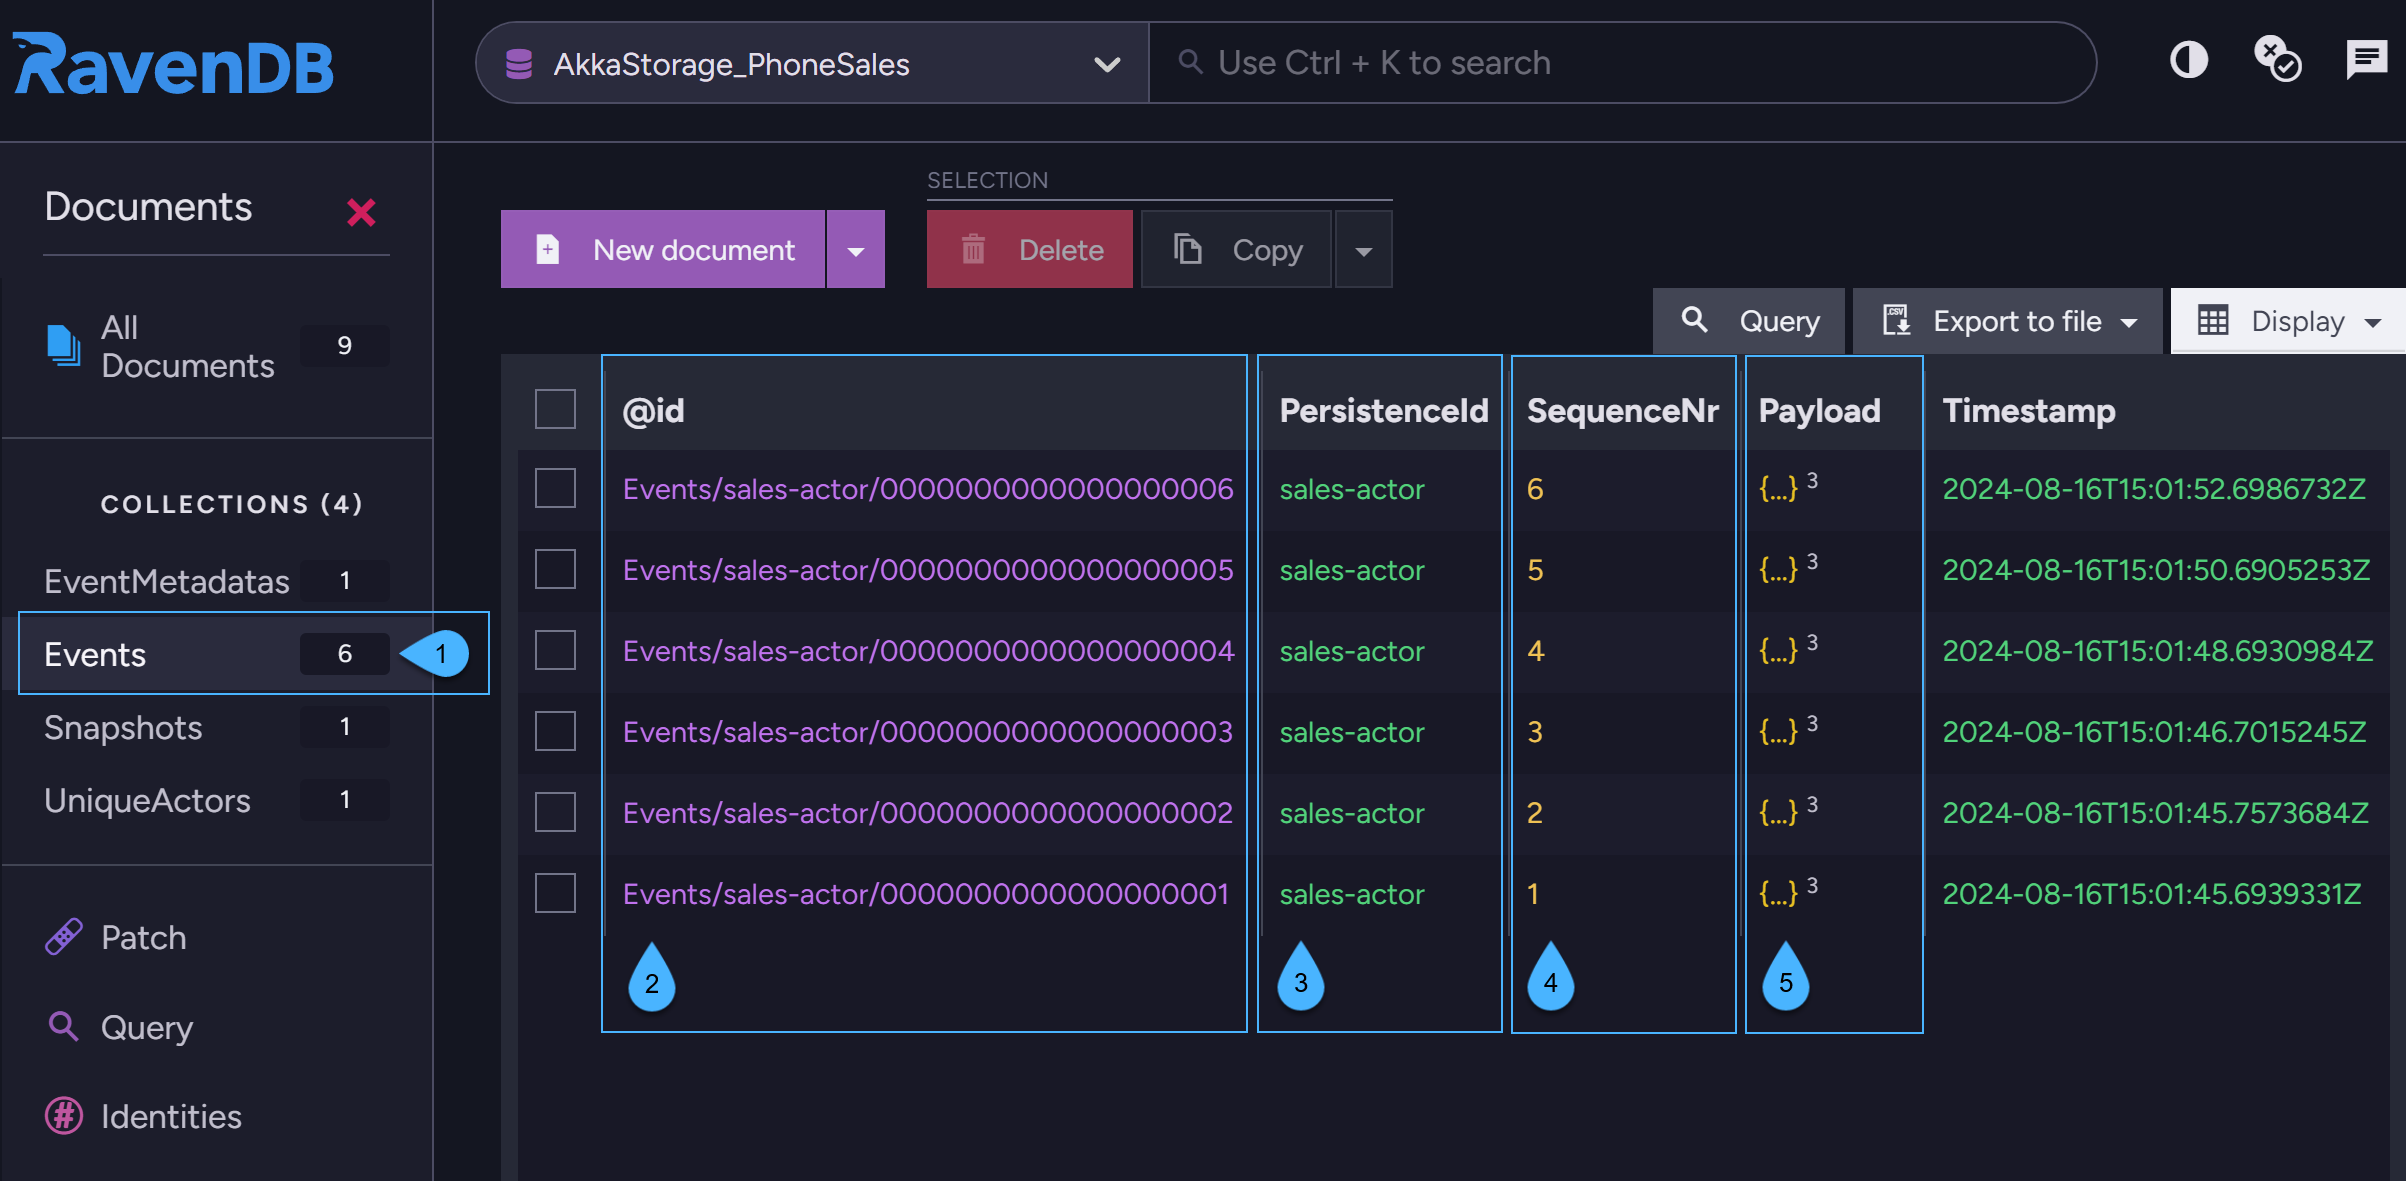 RavenDB
AkkaStorage_PhoneSales
Use Ctrl + K to search
Documents
SELECTION
New document
Delete
Copy
All
Documents
9
Query
Export to file
Display
COLLECTIONS (4)
EventMetadatas 1
Events 6
1
Snapshots 1
UniqueActors 1
Patch
Query
Identities
@id PersistenceId SequenceNr Payload Timestamp
Events/sales-actor/0000000000000000006 sales-actor 6 {...} 3 2024-08-16T15:01:52.6986732Z
Events/sales-actor/0000000000000000005 sales-actor 5 {...} 3 2024-08-16T15:01:50.6905253Z
Events/sales-actor/0000000000000000004 sales-actor 4 {...} 3 2024-08-16T15:01:48.6930984Z
Events/sales-actor/0000000000000000003 sales-actor 3 {...} 3 2024-08-16T15:01:46.7015245Z
Events/sales-actor/0000000000000000002 sales-actor 2 {...} 3 2024-08-16T15:01:45.7573684Z
Events/sales-actor/0000000000000000001 sales-actor 1 {...} 3 2024-08-16T15:01:45.6939331Z
2 3 4 5